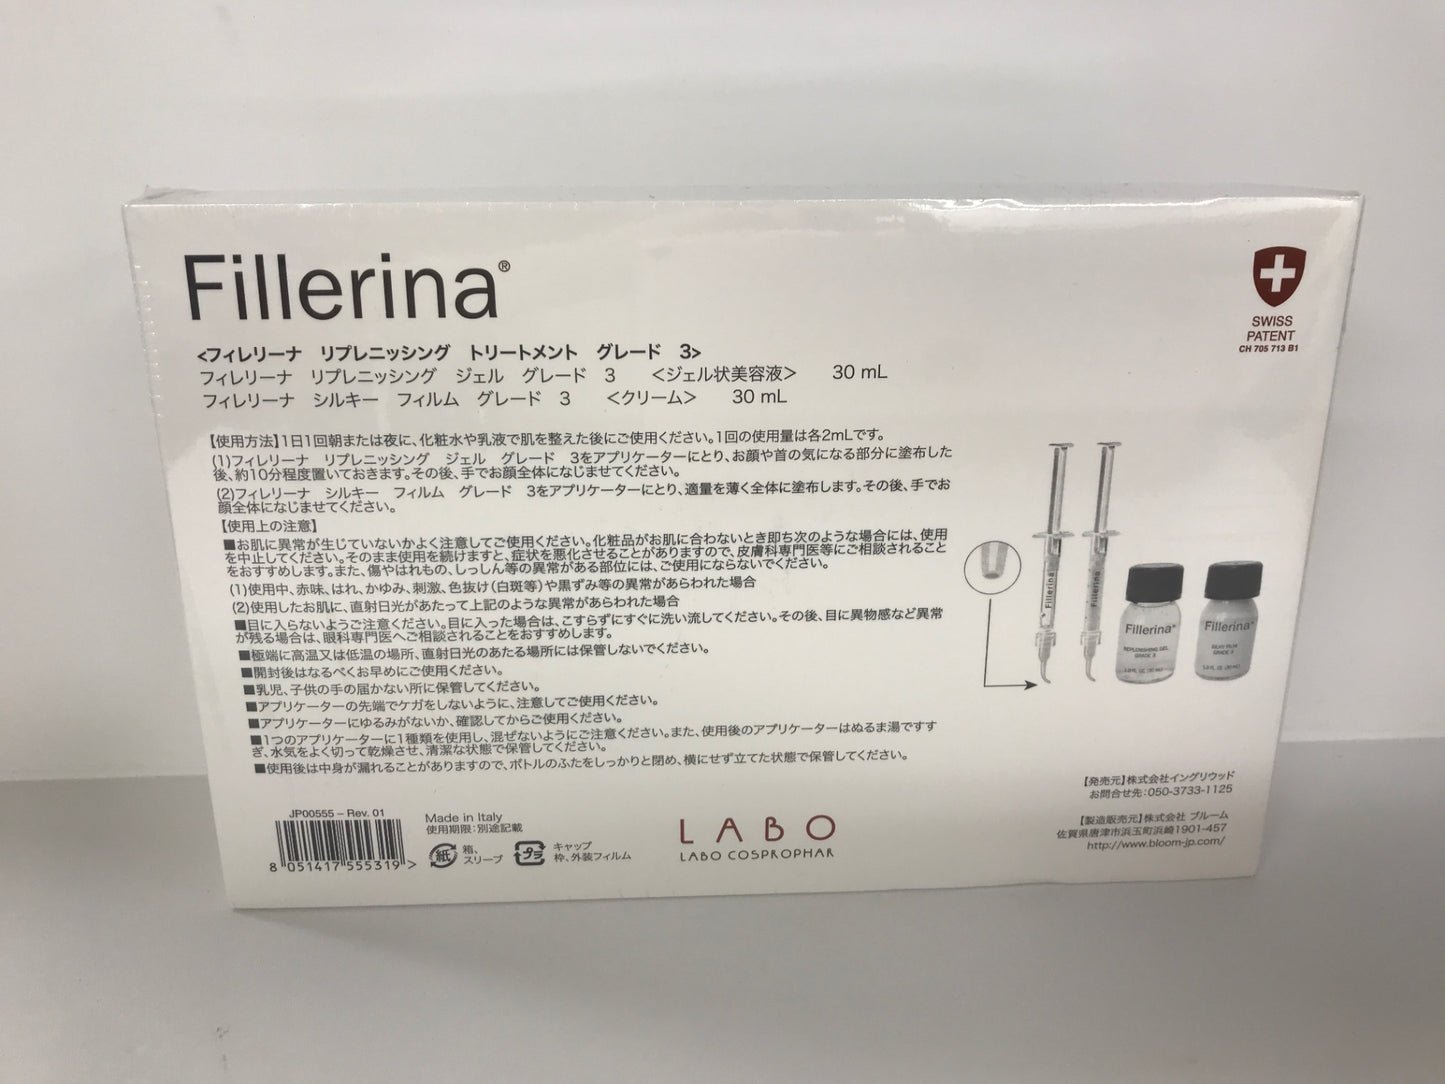 Fillerina®
<フィレリーナ　リプレニッシング　トリートメント　グレード　3>
フィレリーナ　リプレニッシング　ジェル　グレード　3　＜ジェル状美容液＞　30 mL
フィレリーナ　シルキー　フィルム　グレード　3　＜クリーム＞　30 mL
【使用方法】1日1回朝または夜に、化粧水や乳液で肌を整えた後にご使用ください。1回の使用量は各2mLです。
(1)フィレリーナ　リプレニッシング　ジェル　グレード　3をアプリケーターにとり、お顔や首の気になる部分に塗布した
後、約10分程度置いておきます。その後、手でお顔全体になじませてください。
(2)フィレリーナ　シルキー　フィルム　グレード　3をアプリケーターにとり、適量を薄く全体に塗布します。その後、手でお
顔全体になじませてください。
【使用上の注意】
■お肌に異常が生じていないかよく注意してご使用ください。化粧品がお肌に合わないとき即ち次のような場合には、使用
を中止してください。そのまま使用を続けますと、症状を悪化させることがありますので、皮膚科専門医等にご相談されること
をおすすめします。また、傷やはれもの、しっしん等の異常がある部位には、ご使用にならないでください。
(1)使用中、赤味、はれ、かゆみ、刺激、色抜け(白斑等)や黒ずみ等の異常があらわれた場合
(2)使用したお肌に、直射日光があたって上記のような異常があらわれた場合
■目に入らないようご注意ください。目に入った場合は、こすらずにすぐに洗い流してください。その後、目に異物感など異常
が残る場合は、眼科専門医へご相談されることをおすすめします。
■極端に高温又は低温の場所、直射日光のあたる場所には保管しないでください。
■開封後はなるべくお早めにご使用ください。
■乳児、子供の手の届かない所に保管してください。
■アプリケーターの先端でケガをしないように、注意してご使用ください。
■アプリケーターにゆるみがないか、確認してからご使用ください。
■1つのアプリケーターに1種類を使用し、混ぜないようにご注意ください。また、使用後のアプリケーターはぬるま湯ですす
ぎ、水気をよく切って乾燥させ、清潔な状態で保管してください。
■使用後は中身が漏れることがありますので、ボトルのふたをしっかりと閉め、横にせず立てた状態で保管してください。
JP00555 – Rev. 01
8 051417 555319 >
Made in Italy
使用期限：別途記載
紙
箱、
スリーブ
プラ
キャップ
枠、外装フィルム
LABO
LABO COSPROPHAR
SWISS
PATENT
CH 705 713 B1
Fillerina
Fillerina
Fillerina®
REPLENISHING GEL
GRADE 3
1.0 FL OC (30 mL)
Fillerina®
SILKY FILM
GRADE 3
1.0 FL OC (30 mL)
【発売元】株式会社イングリウッド
お問合せ先：050-3733-1125
【製造販売元】株式会社 ブルーム
佐賀県唐津市浜玉町浜崎1901-457
http://www.bloom-jp.com/